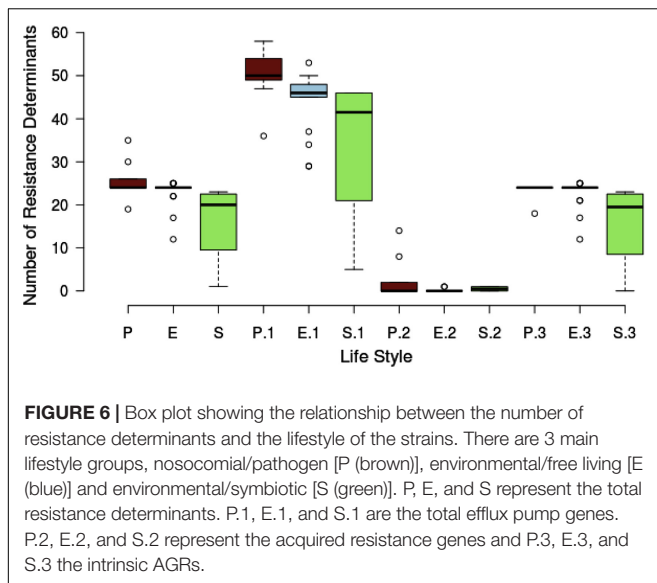 60
50
40
30
20
10
0
Number of Resistance Determinants
P E S P.1 E.1 S.1 P.2 E.2 S.2 P.3 E.3 S.3
Life Style
FIGURE 6 | Box plot showing the relationship between the number of
resistance determinants and the lifestyle of the strains. There are 3 main
lifestyle groups, nosocomial/pathogen [P (brown)], environmental/free living [E
(blue)] and environmental/symbiotic [S (green)]. P, E, and S represent the total
resistance determinants. P.1, E.1, and S.1 are the total efflux pump genes.
P.2, E.2, and S.2 represent the acquired resistance genes and P.3, E.3, and
S.3 the intrinsic AGRs.